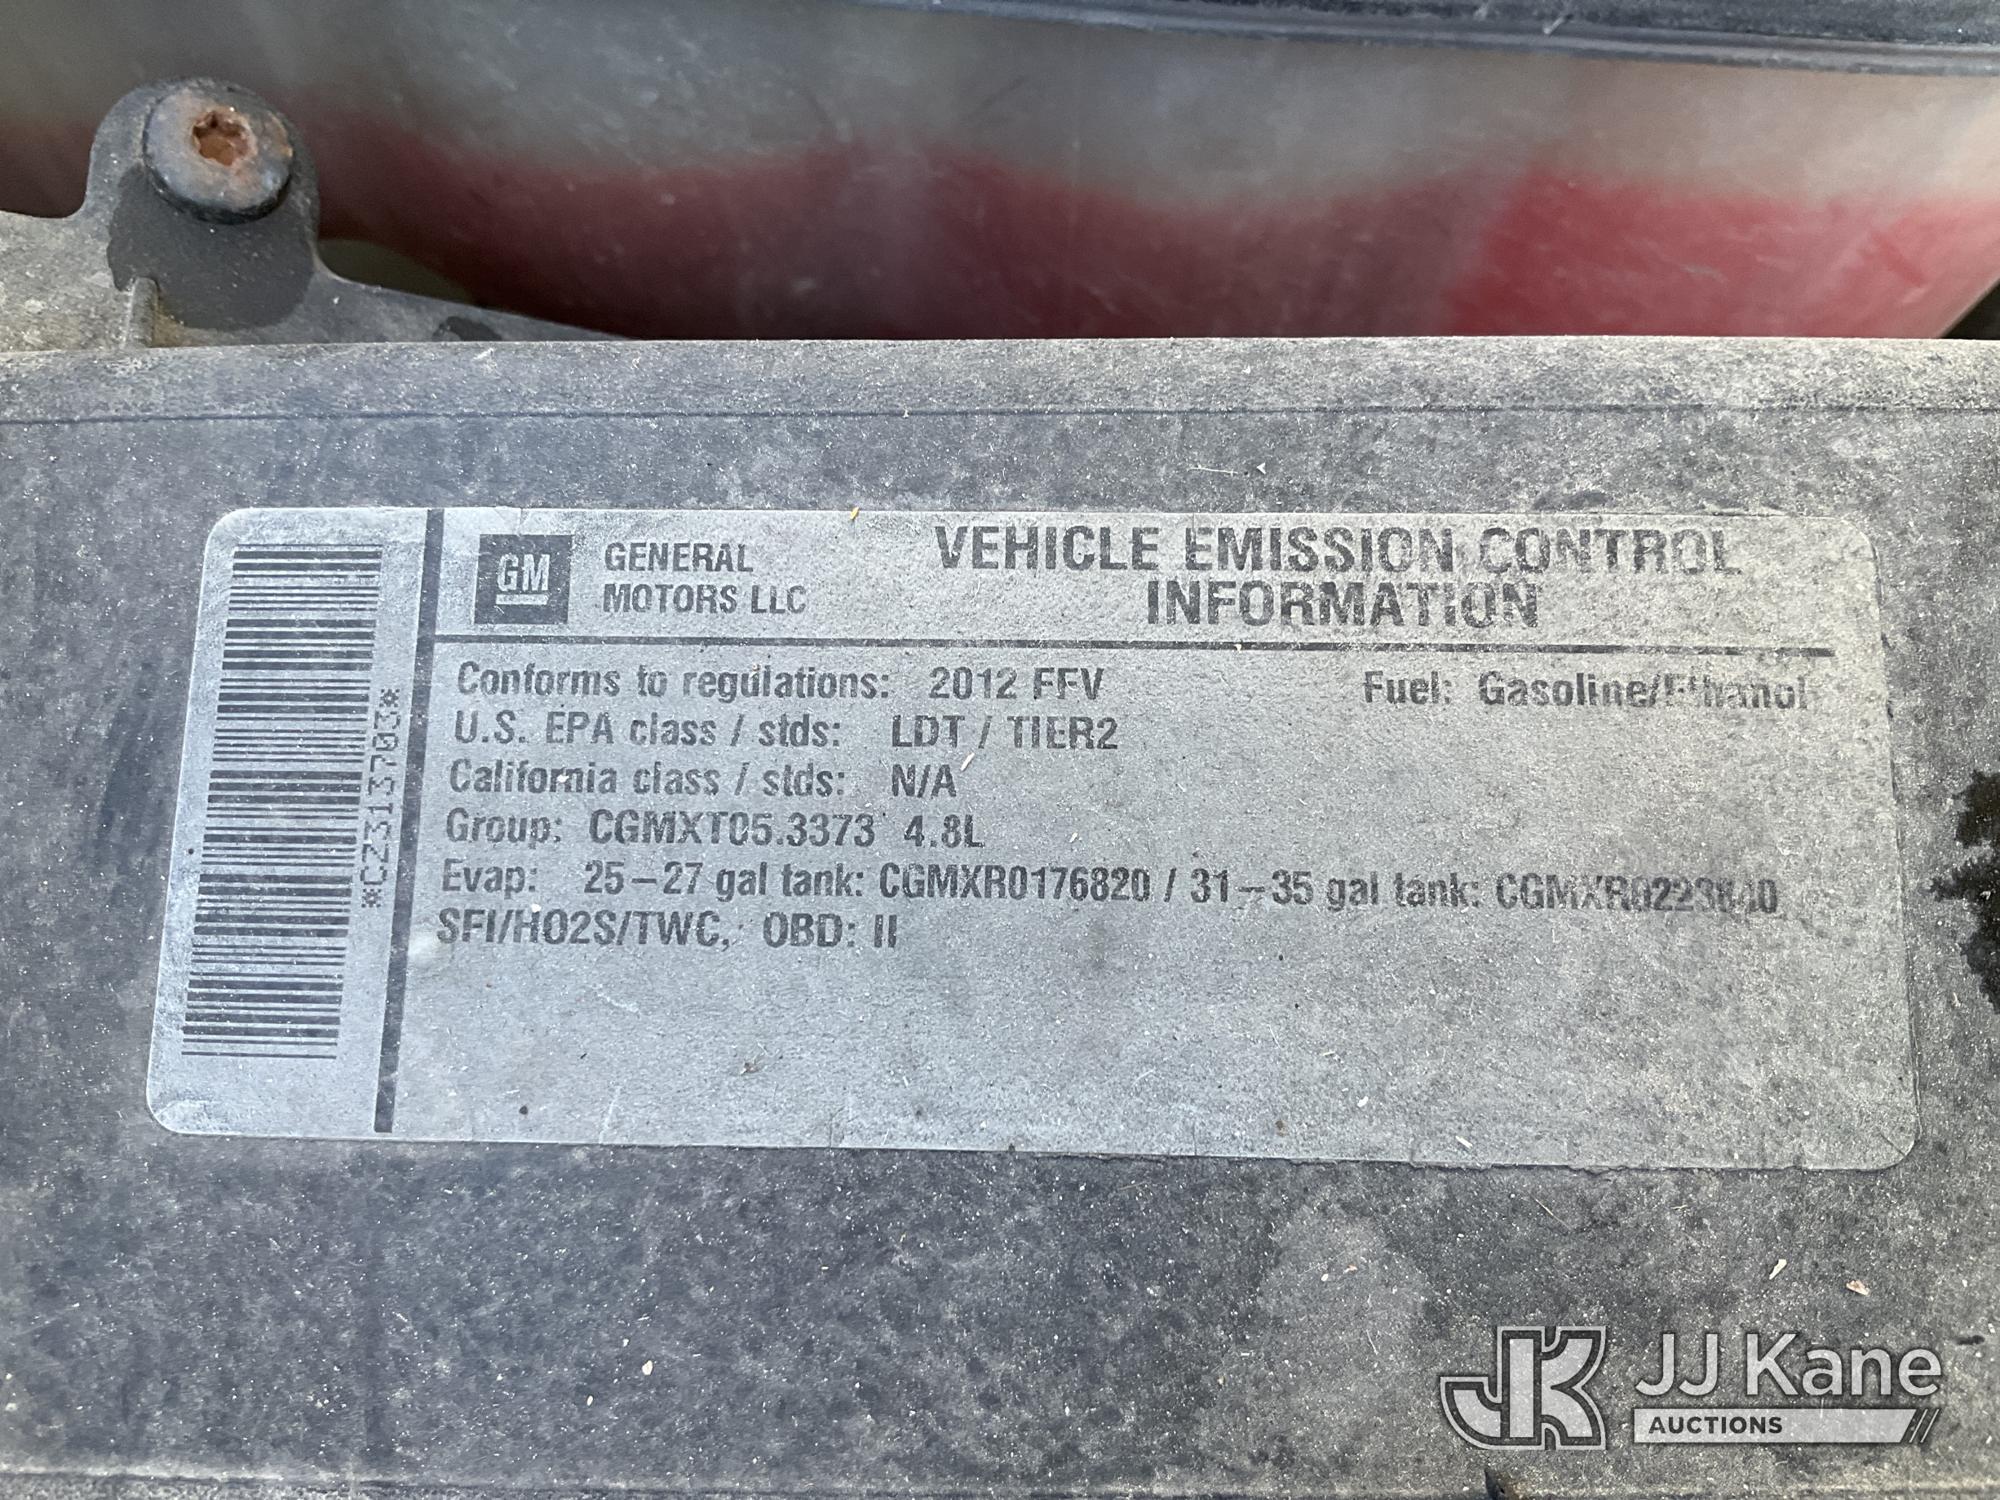 GM GENERAL MOTORS LLC
VEHICLE EMISSION CONTROL
INFORMATION
Conforms to regulations: 2012 FFV Fuel: Gasoline/Ethanol
U.S. EPA class / stds: LDT / TIER2
California class / stds: N/A
Group: CGMXT05.3373 4.8L
Evap: 25-27 gal tank: CGMXR0176820 / 31-35 gal tank:
SFI/HO2S/TWC, OBD: II
*CZ313703*
JK JJ Kane
AUCTIONS